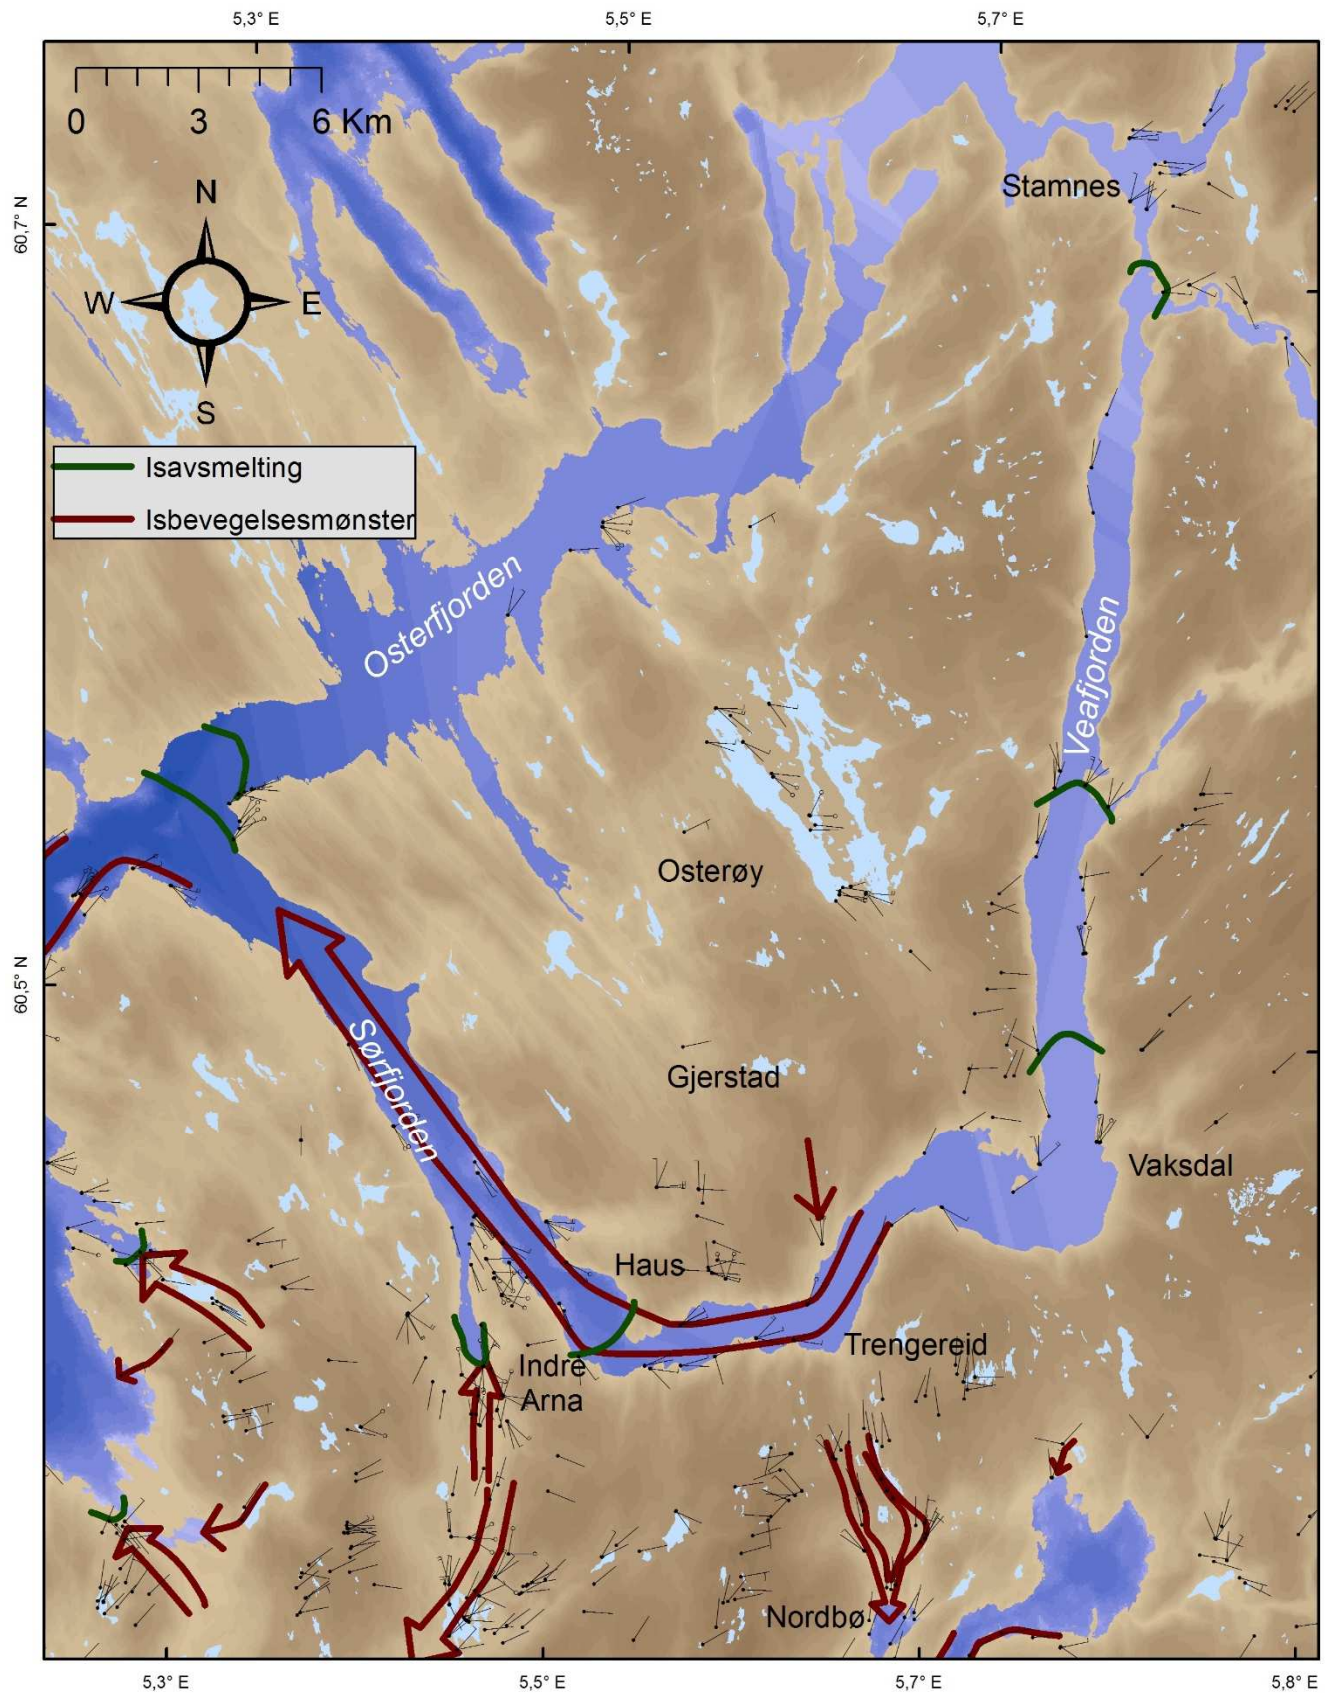 5,3° E 5,5° E 5,7° E
0 3 6 Km
N
W E
S
60,7° N
Stamnes
Isavsmelting
Isbevegelsesmønster
Osterfjorden
Veafjorden
Osterøy
60,5° N
Sørfjorden
Gjerstad
Vaksdal
Haus
Trengereid
Indre
Arna
Nordbø
5,3° E 5,5° E 5,7° E 5,8° E